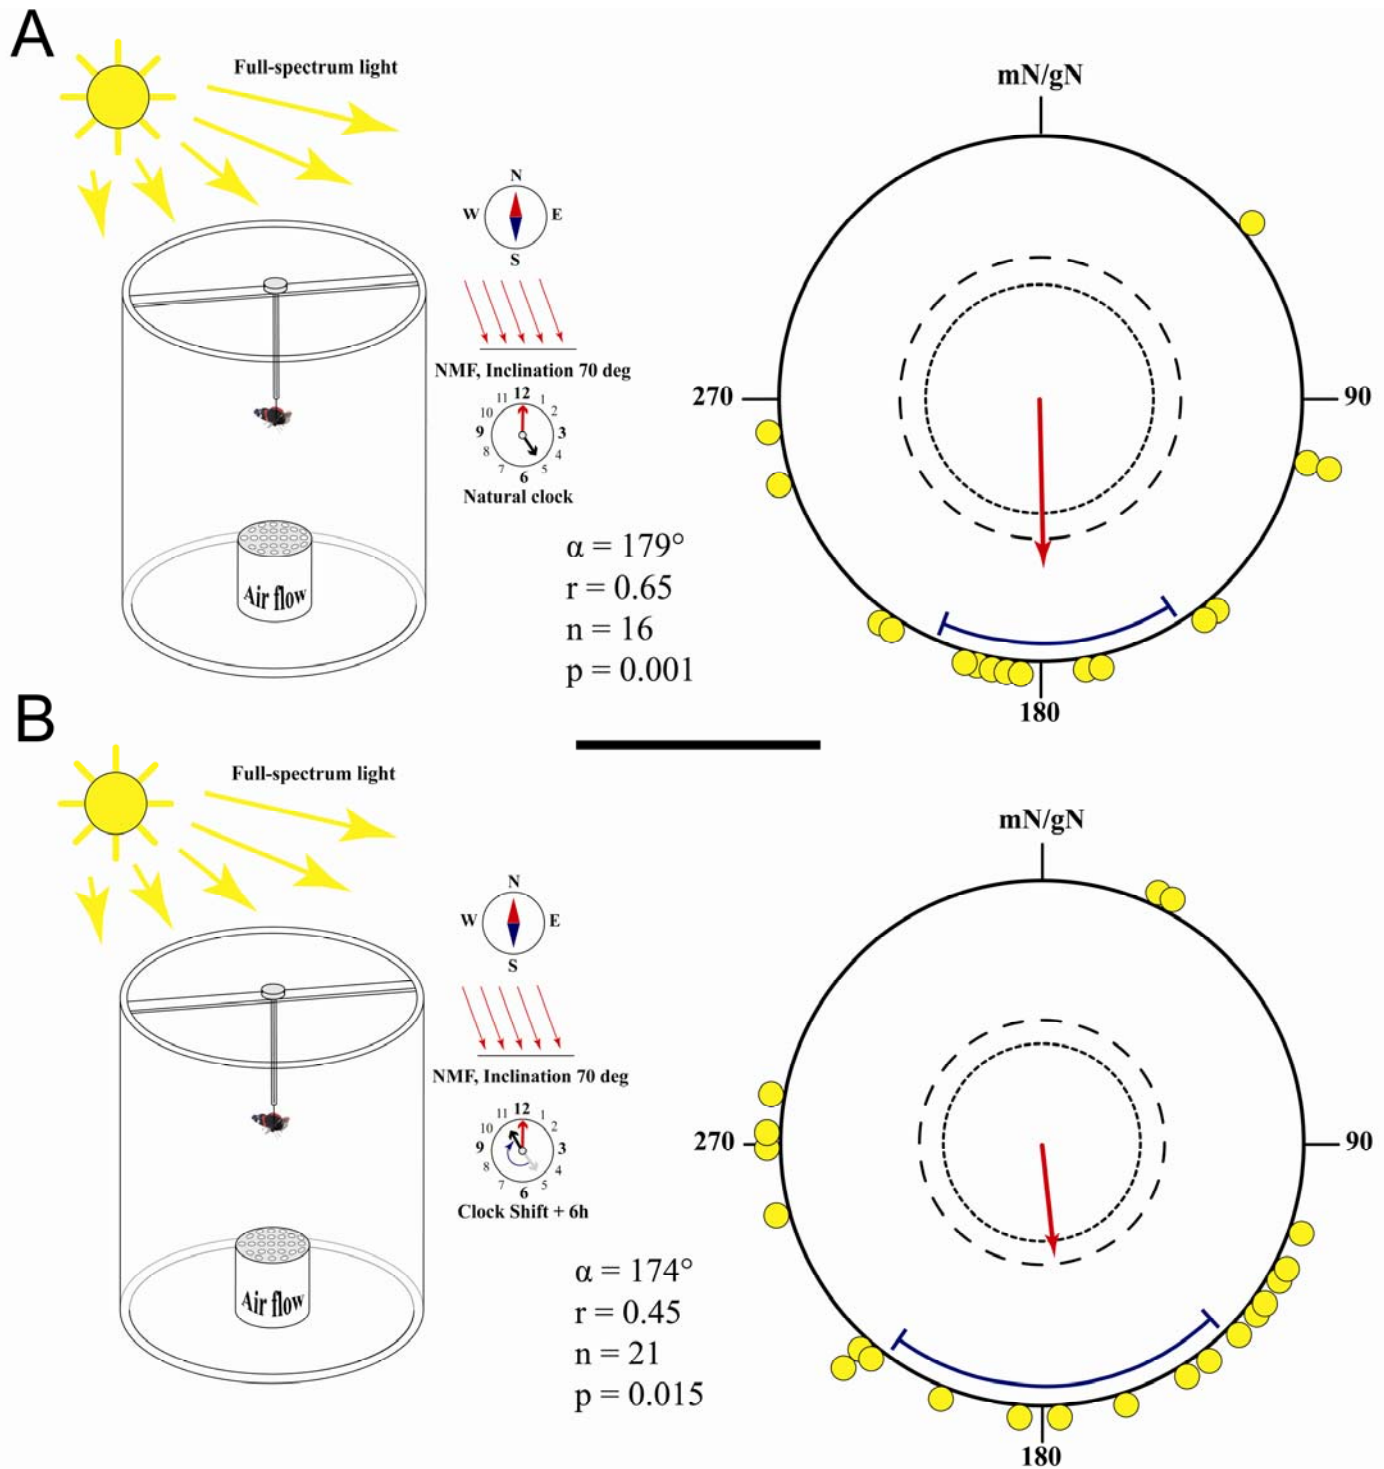 A
Full-spectrum light
N
W E
S
NMF, Inclination 70 deg
12
11 1
10 2
9 3
8 4
7 5
6
Natural clock
Air flow
α = 179°
r = 0.65
n = 16
p = 0.001
mN/gN
270 90
180
B
Full-spectrum light
N
W E
S
NMF, Inclination 70 deg
12
11 1
10 2
9 3
8 4
7 5
6
Clock Shift + 6h
Air flow
α = 174°
r = 0.45
n = 21
p = 0.015
mN/gN
270 90
180